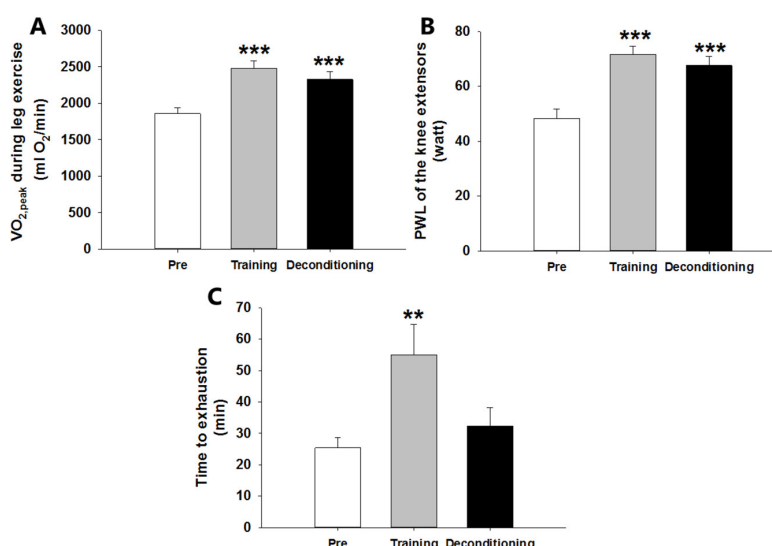 A
VO2,peak during leg exercise
(ml O2/min)
3000
2500
2000
1500
1000
500
0
***
***
Pre Training Deconditioning
B
PWL of the knee extensors
(watt)
80
60
40
20
0
***
***
Pre Training Deconditioning
C
Time to exhaustion
(min)
70
60
50
40
30
20
10
0
**
Pre Training Deconditioning